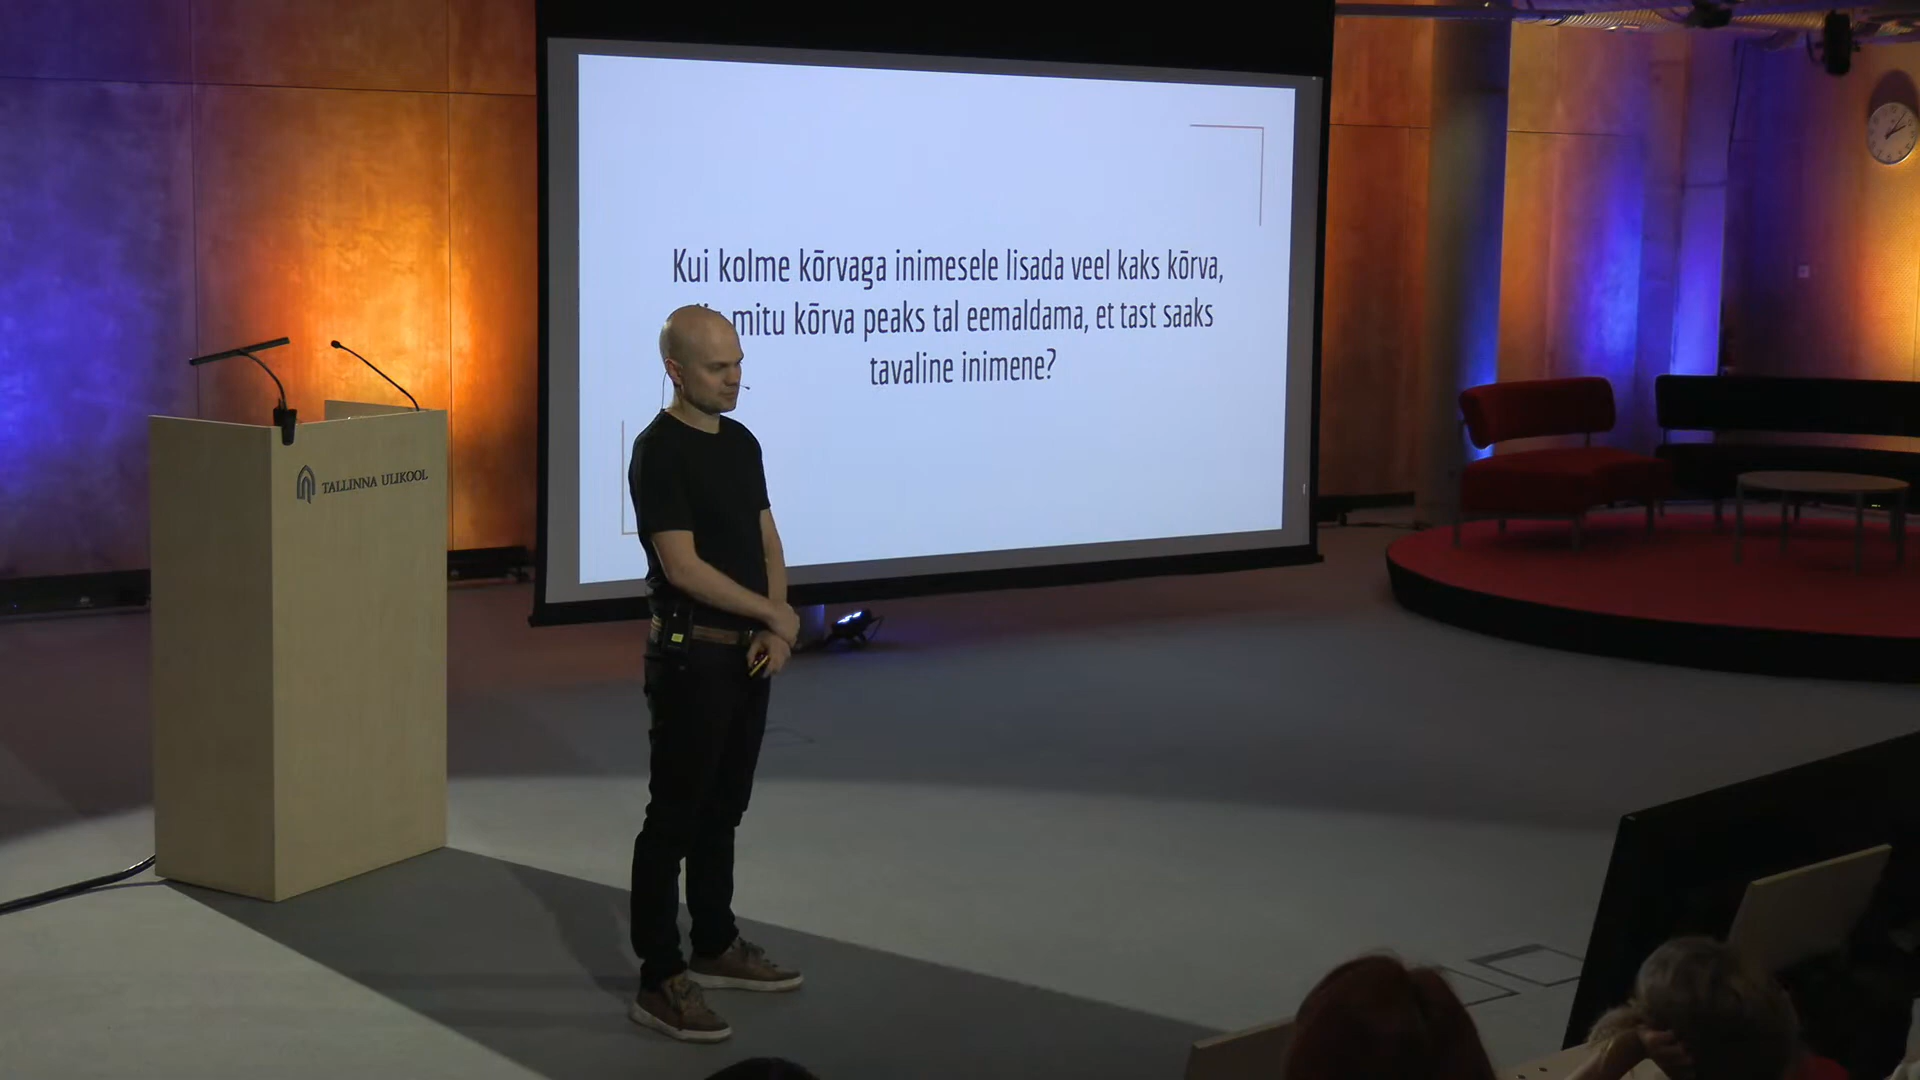 Kui kolme kõrvaga inimesele lisada veel kaks kõrva,
mitu kõrva peaks tal eemaldama, et tast saaks
tavaline inimene?
TALLINNA ÜLIKOOL